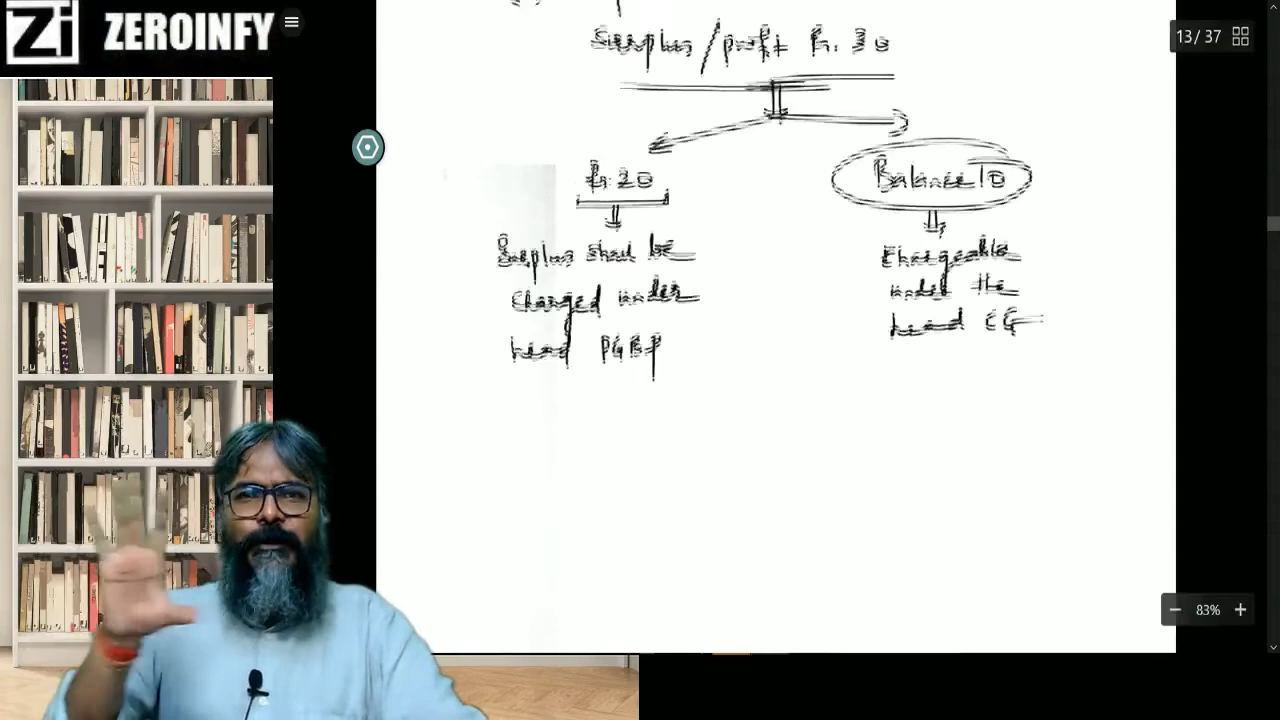 Zi ZEROINFY
13 / 37
Surplus/profit Rs. 30
Rs. 20
Balance 10
Surplus shall be
Charged under
head PGBP
Chargeable
under the
head CG
83%